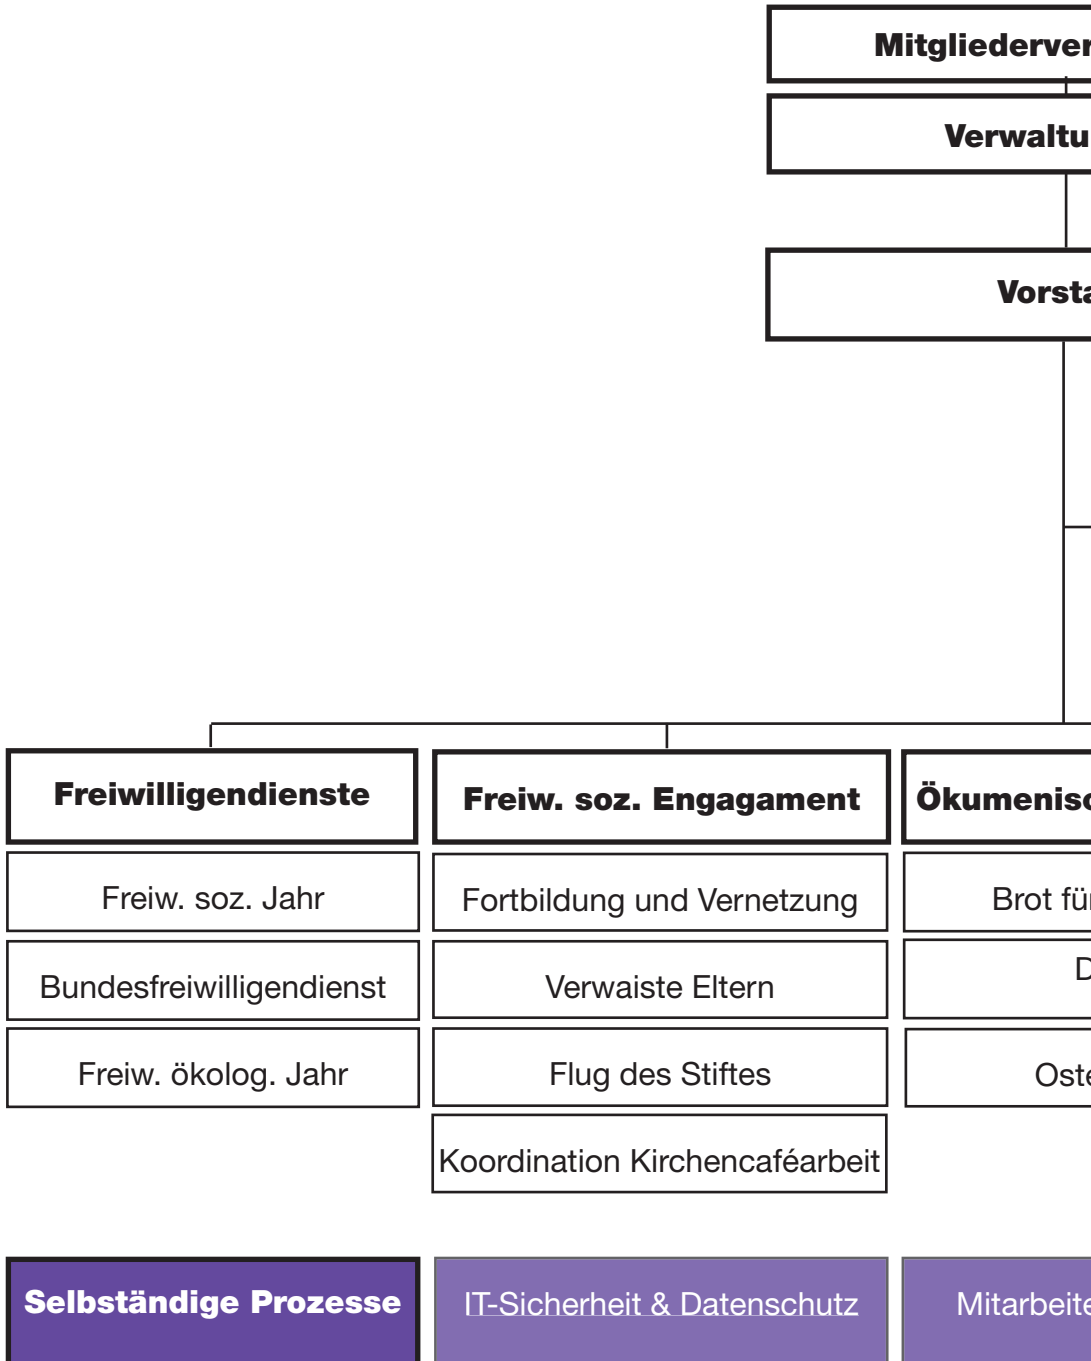 Mitgliederver
Verwaltu
Vorsta
Freiwilligendienste
Freiw. soz. Jahr
Bundesfreiwilligendienst
Freiw. ökolog. Jahr
Freiw. soz. Engagament
Fortbildung und Vernetzung
Verwaiste Eltern
Flug des Stiftes
Koordination Kirchencaféarbeit
Ökumenisc
Brot für
D
Oste
Selbständige Prozesse
IT-Sicherheit & Datenschutz
Mitarbeite